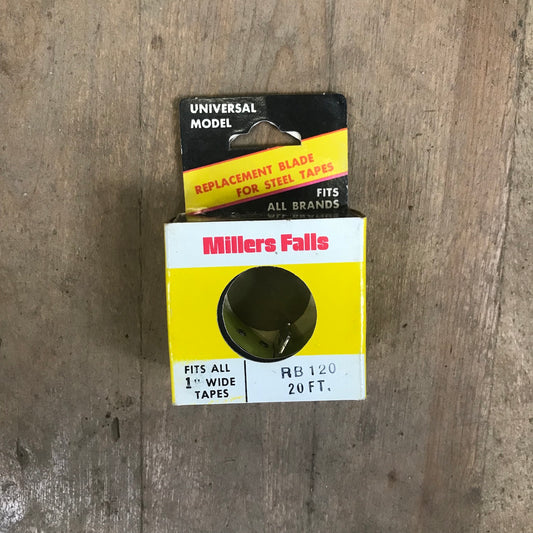 UNIVERSAL
MODEL
REPLACEMENT BLADE
FOR STEEL TAPES
FITS
ALL BRANDS
Millers Falls
FITS ALL
1" WIDE
TAPES
RB 120
20 FT.